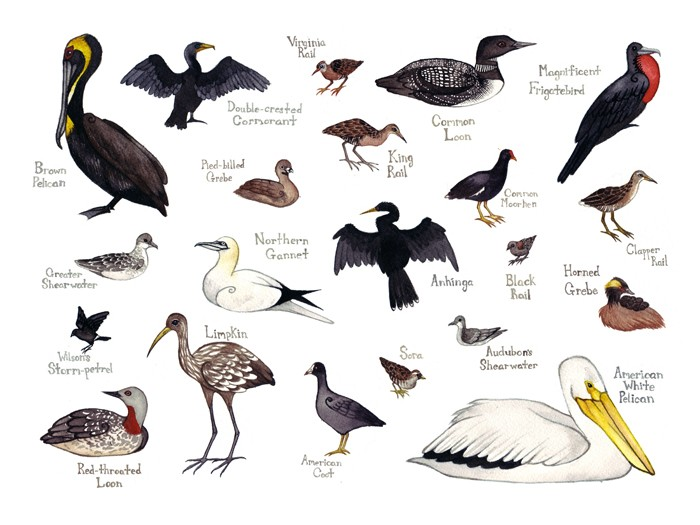 Virginia
Rail
Magnificent
Frigatebird
Double-crested
Cormorant
Common
Loon
Brown
Pelican
Pied-billed
Grebe
King
Rail
Common
Moorhen
Clapper
Rail
Greater
Shearwater
Northern
Gannet
Anhinga
Black
Rail
Horned
Grebe
Wilson's
Storm-petrel
Limpkin
Sora
Audubon's
Shearwater
American
White
Pelican
Red-throated
Loon
American
Coot